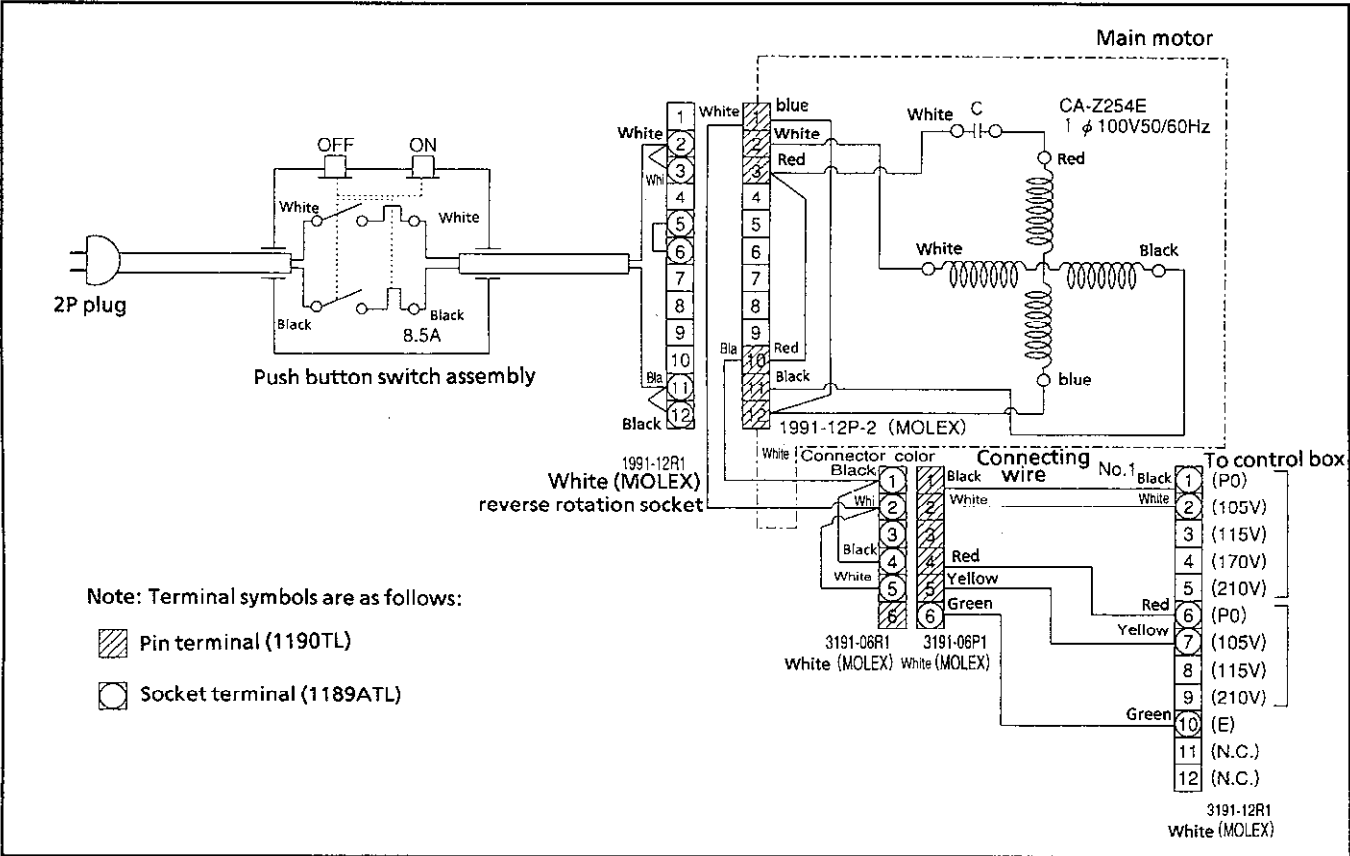 Main motor
White
blue
White
C
CA-Z254E
1 φ 100V50/60Hz
OFF
ON
White
1
2
3
4
5
6
7
8
9
10
11
12
1
2
3
4
5
6
7
8
9
10
11
12
White
Red
Red
Whi
White
White
White
Black
2P plug
Black
Black
8.5A
Push button switch assembly
Bla
Red
Bla
Black
blue
Black
1991-12P-2 (MOLEX)
1991-12R1
White (MOLEX)
reverse rotation socket
White
Connector color
Black
Whi
Black
White
1
2
3
4
5
6
1
2
3
4
5
6
Connecting
wire
No.1
Black
White
Red
Yellow
Green
3191-06R1
White (MOLEX)
3191-06P1
White (MOLEX)
To control box
Black
1
(P0)
White
2
(105V)
3
(115V)
4
(170V)
5
(210V)
Red
6
(P0)
Yellow
7
(105V)
8
(115V)
9
(210V)
Green
10
(E)
11
(N.C.)
12
(N.C.)
3191-12R1
White (MOLEX)
Note: Terminal symbols are as follows:
Pin terminal (1190TL)
Socket terminal (1189ATL)